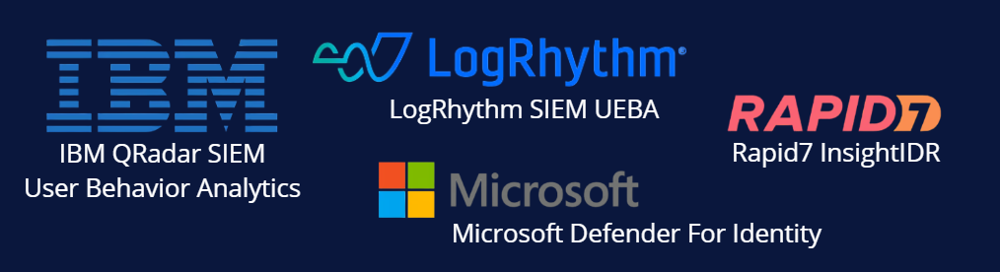 IBM
IBM QRadar SIEM
User Behavior Analytics
LogRhythm®
LogRhythm SIEM UEBA
Microsoft
Microsoft Defender For Identity
RAPID7
Rapid7 InsightIDR